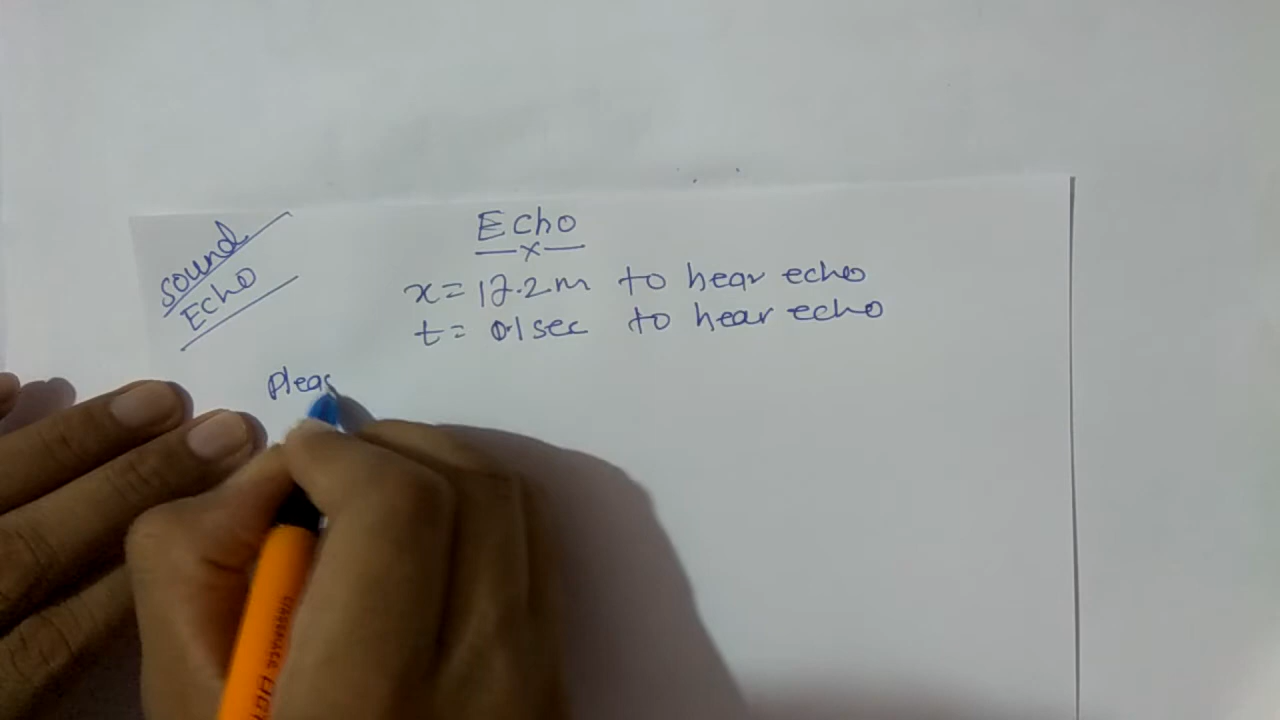 Sound
Echo
Echo
x = 17.2m to hear echo
t = 0.1sec to hear echo
Pleas